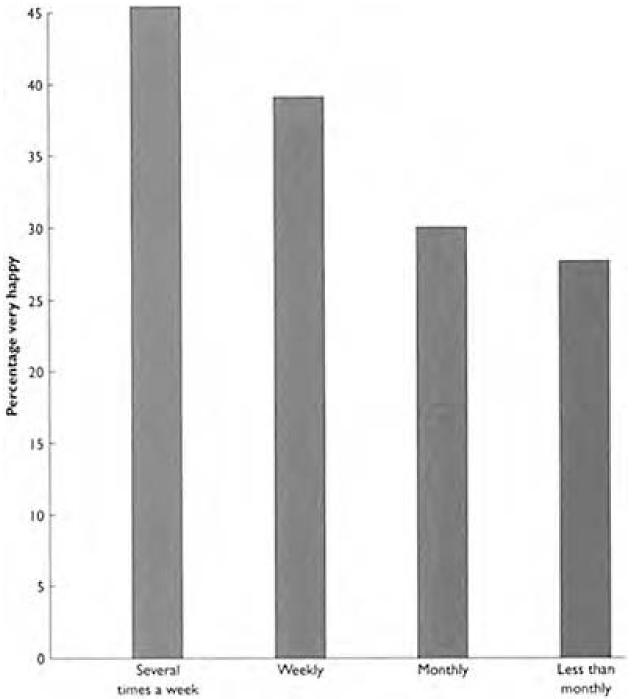 45
40
35
30
25
20
15
10
5
0
Percentage very happy
Several
times a week
Weekly
Monthly
Less than
monthly